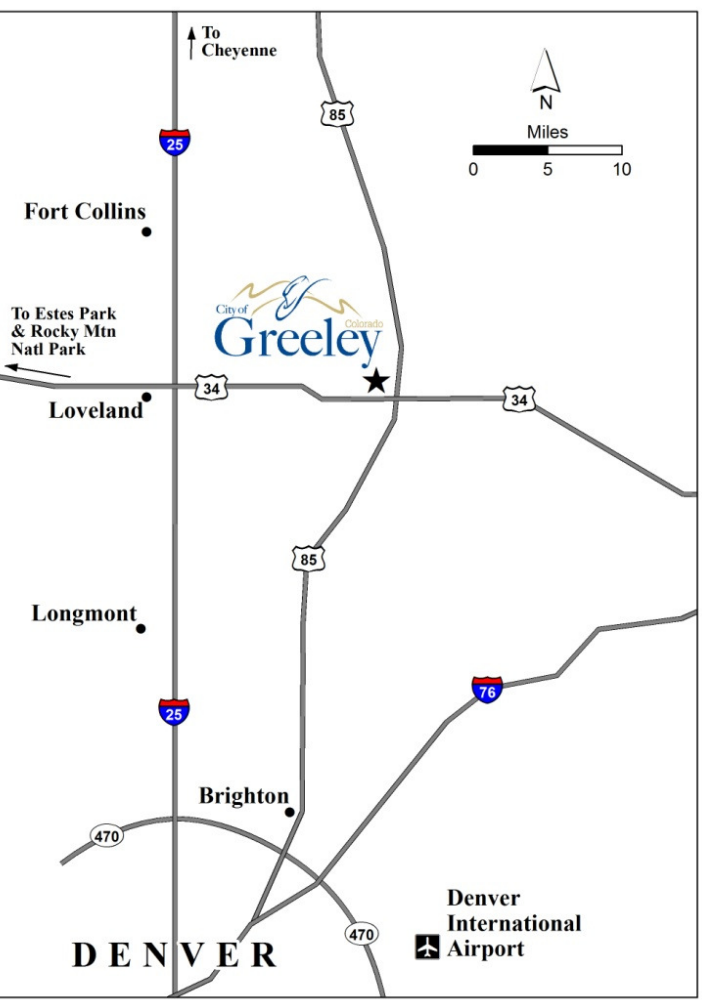 To
Cheyenne
85
N
Miles
0 5 10
25
Fort Collins
To Estes Park
& Rocky Mtn
Natl Park
City of
Colorado
Greeley
34
34
Loveland
85
Longmont
76
25
Brighton
470
Denver
International
Airport
470
DENVER